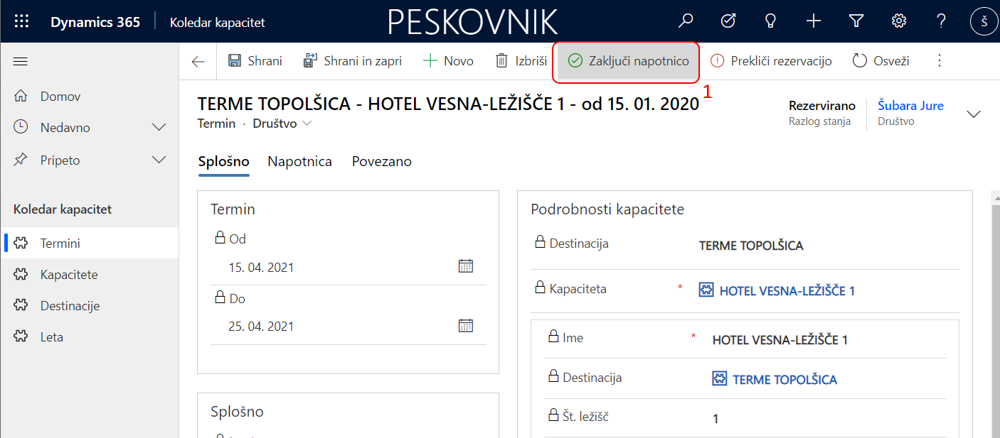 Dynamics 365 Koledar kapacitet PESKOVNIK ? Š
Shrani Shrani in zapri Novo Izbriši Zaključi napotnico Prekliči rezervacijo Osveži
1
Domov
Nedavno
Pripeto
Koledar kapacitet
Termini
Kapacitete
Destinacije
Leta
TERME TOPOLŠICA - HOTEL VESNA-LEŽIŠČE 1 - od 15. 01. 2020
Termin · Društvo
Rezervirano
Razlog stanja
Šubara Jure
Društvo
Splošno Napotnica Povezano
Termin
Od
15. 04. 2021
Do
25. 04. 2021
Splošno
Podrobnosti kapacitete
Destinacija TERME TOPOLŠICA
Kapaciteta * HOTEL VESNA-LEŽIŠČE 1
Ime * HOTEL VESNA-LEŽIŠČE 1
Destinacija TERME TOPOLŠICA
Št. ležišč 1